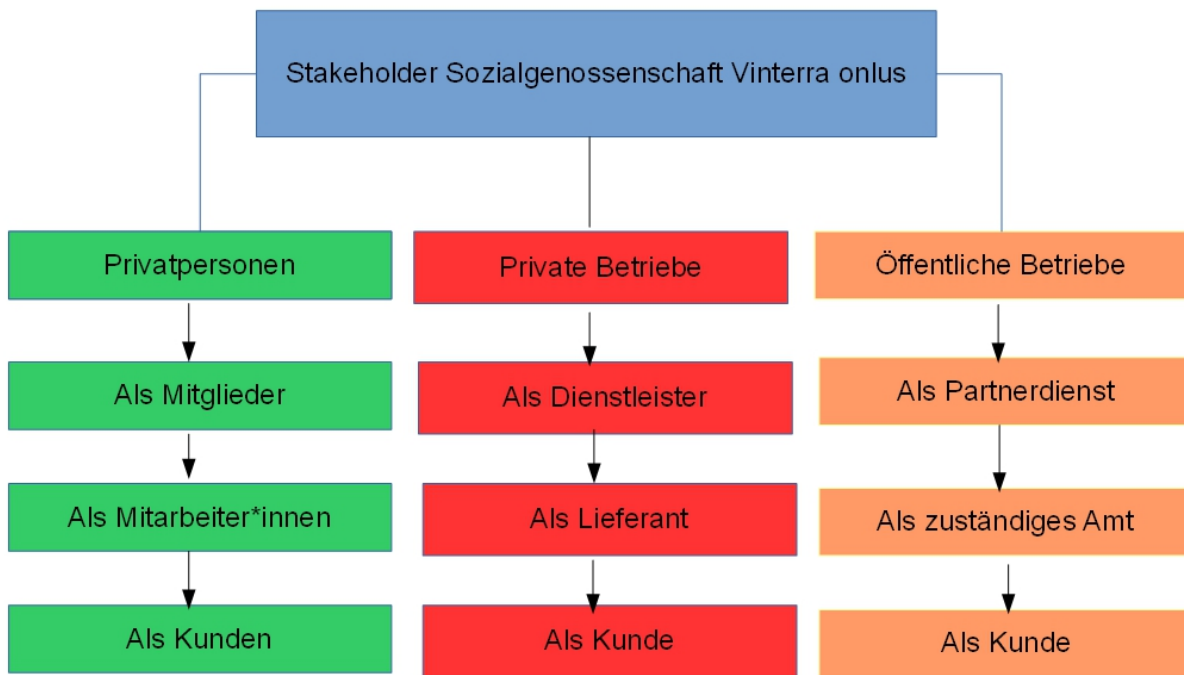 Stakeholder Sozialgenossenschaft Vinterra onlus
Privatpersonen
Als Mitglieder
Als Mitarbeiter*innen
Als Kunden
Private Betriebe
Als Dienstleister
Als Lieferant
Als Kunde
Öffentliche Betriebe
Als Partnerdienst
Als zuständiges Amt
Als Kunde